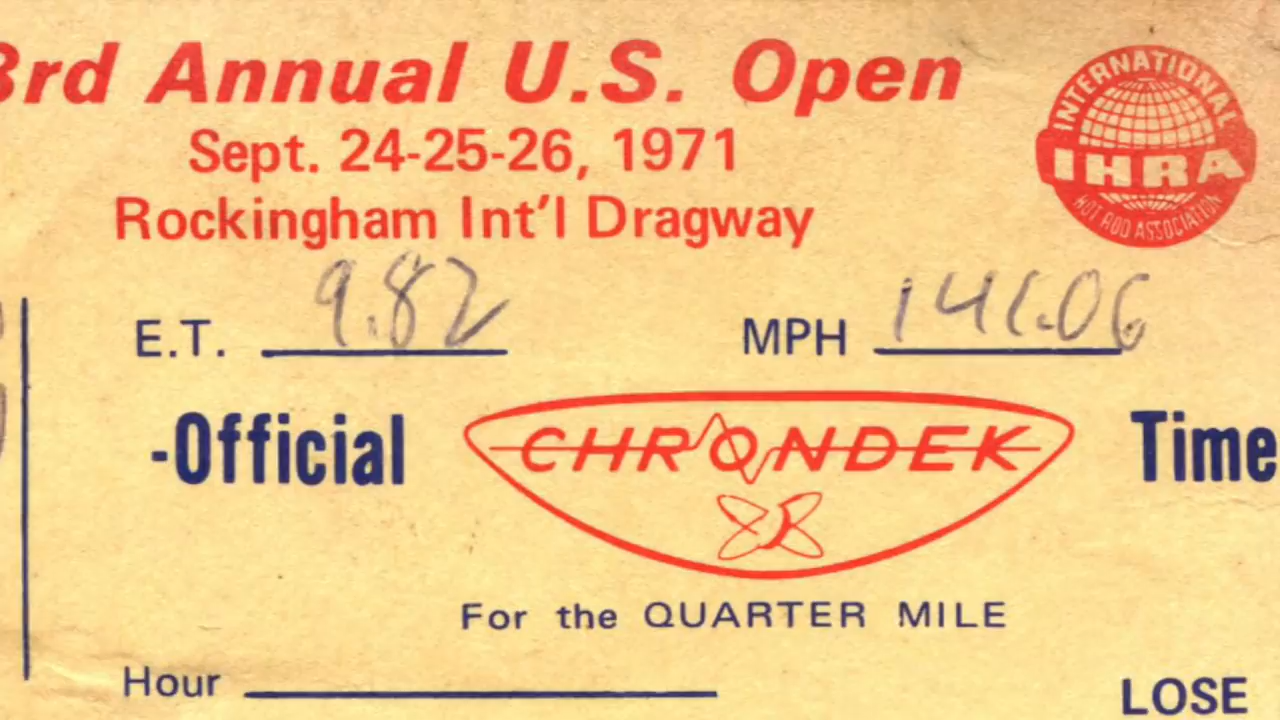 3rd Annual U.S. Open
Sept. 24-25-26, 1971
Rockingham Int'l Dragway
INTERNATIONAL
IHRA
HOT ROD ASSOCIATION
E.T. 9.82 MPH 141.06
-Official CHRONDEK Time
For the QUARTER MILE
Hour
LOSE